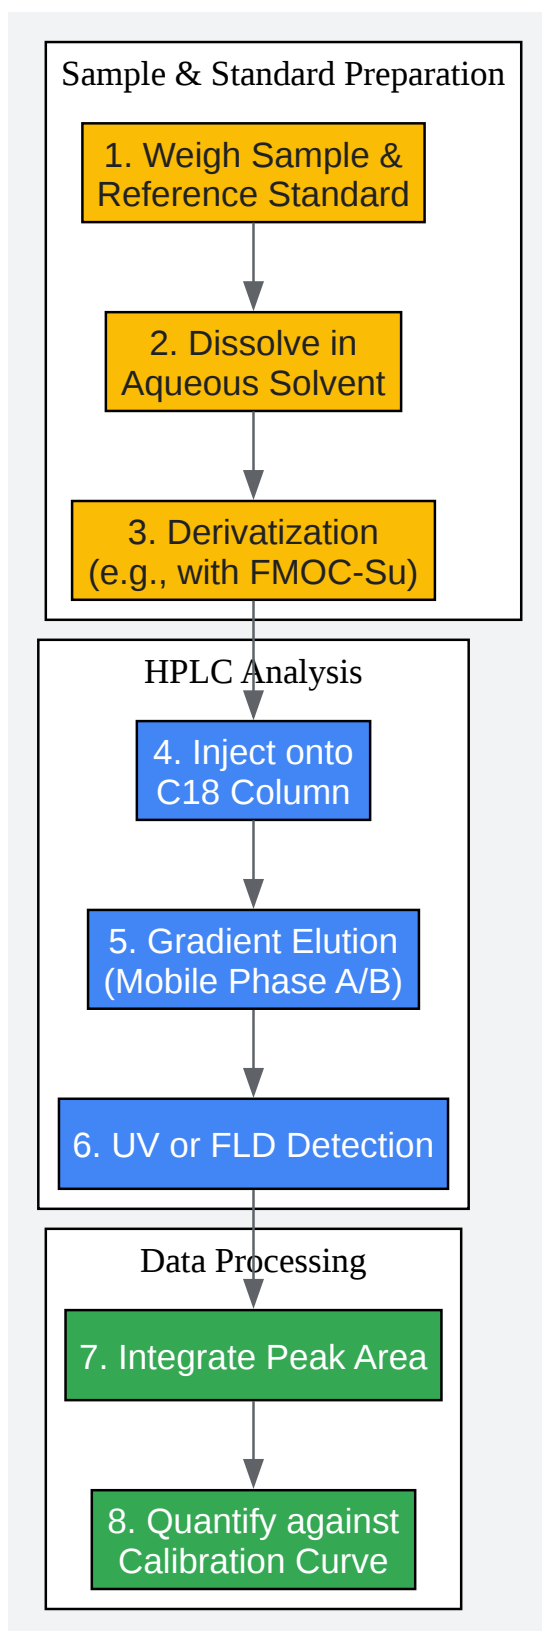 Sample & Standard Preparation
1. Weigh Sample &
Reference Standard
2. Dissolve in
Aqueous Solvent
3. Derivatization
(e.g., with FMOC-Su)
HPLC Analysis
4. Inject onto
C18 Column
5. Gradient Elution
(Mobile Phase A/B)
6. UV or FLD Detection
Data Processing
7. Integrate Peak Area
8. Quantify against
Calibration Curve